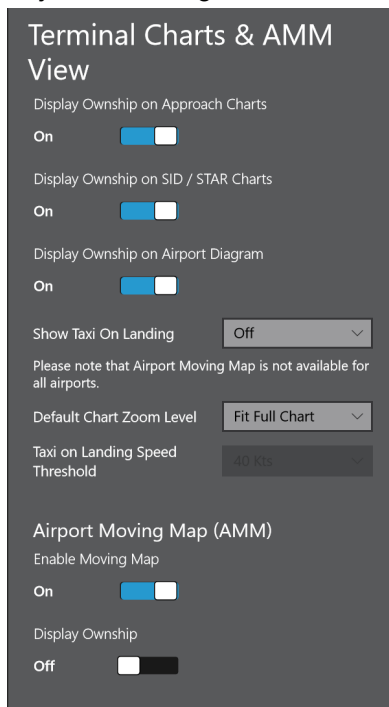 Terminal Charts & AMM
View
Display Ownship on Approach Charts
On
Display Ownship on SID / STAR Charts
On
Display Ownship on Airport Diagram
On
Show Taxi On Landing Off
Please note that Airport Moving Map is not available for
all airports.
Default Chart Zoom Level Fit Full Chart
Taxi on Landing Speed
Threshold 40 Kts
Airport Moving Map (AMM)
Enable Moving Map
On
Display Ownship
Off